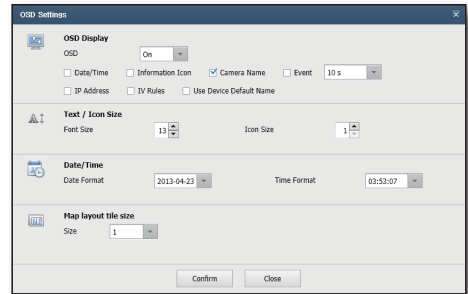 OSD Settings
OSD Display
OSD On
Date/Time Information Icon Camera Name Event 10 s
IP Address IV Rules Use Device Default Name
Text / Icon Size
Font Size 13 Icon Size 1
Date/Time
Date Format 2013-04-23 Time Format 03:53:07
Map layout tile size
Size 1
Confirm Close